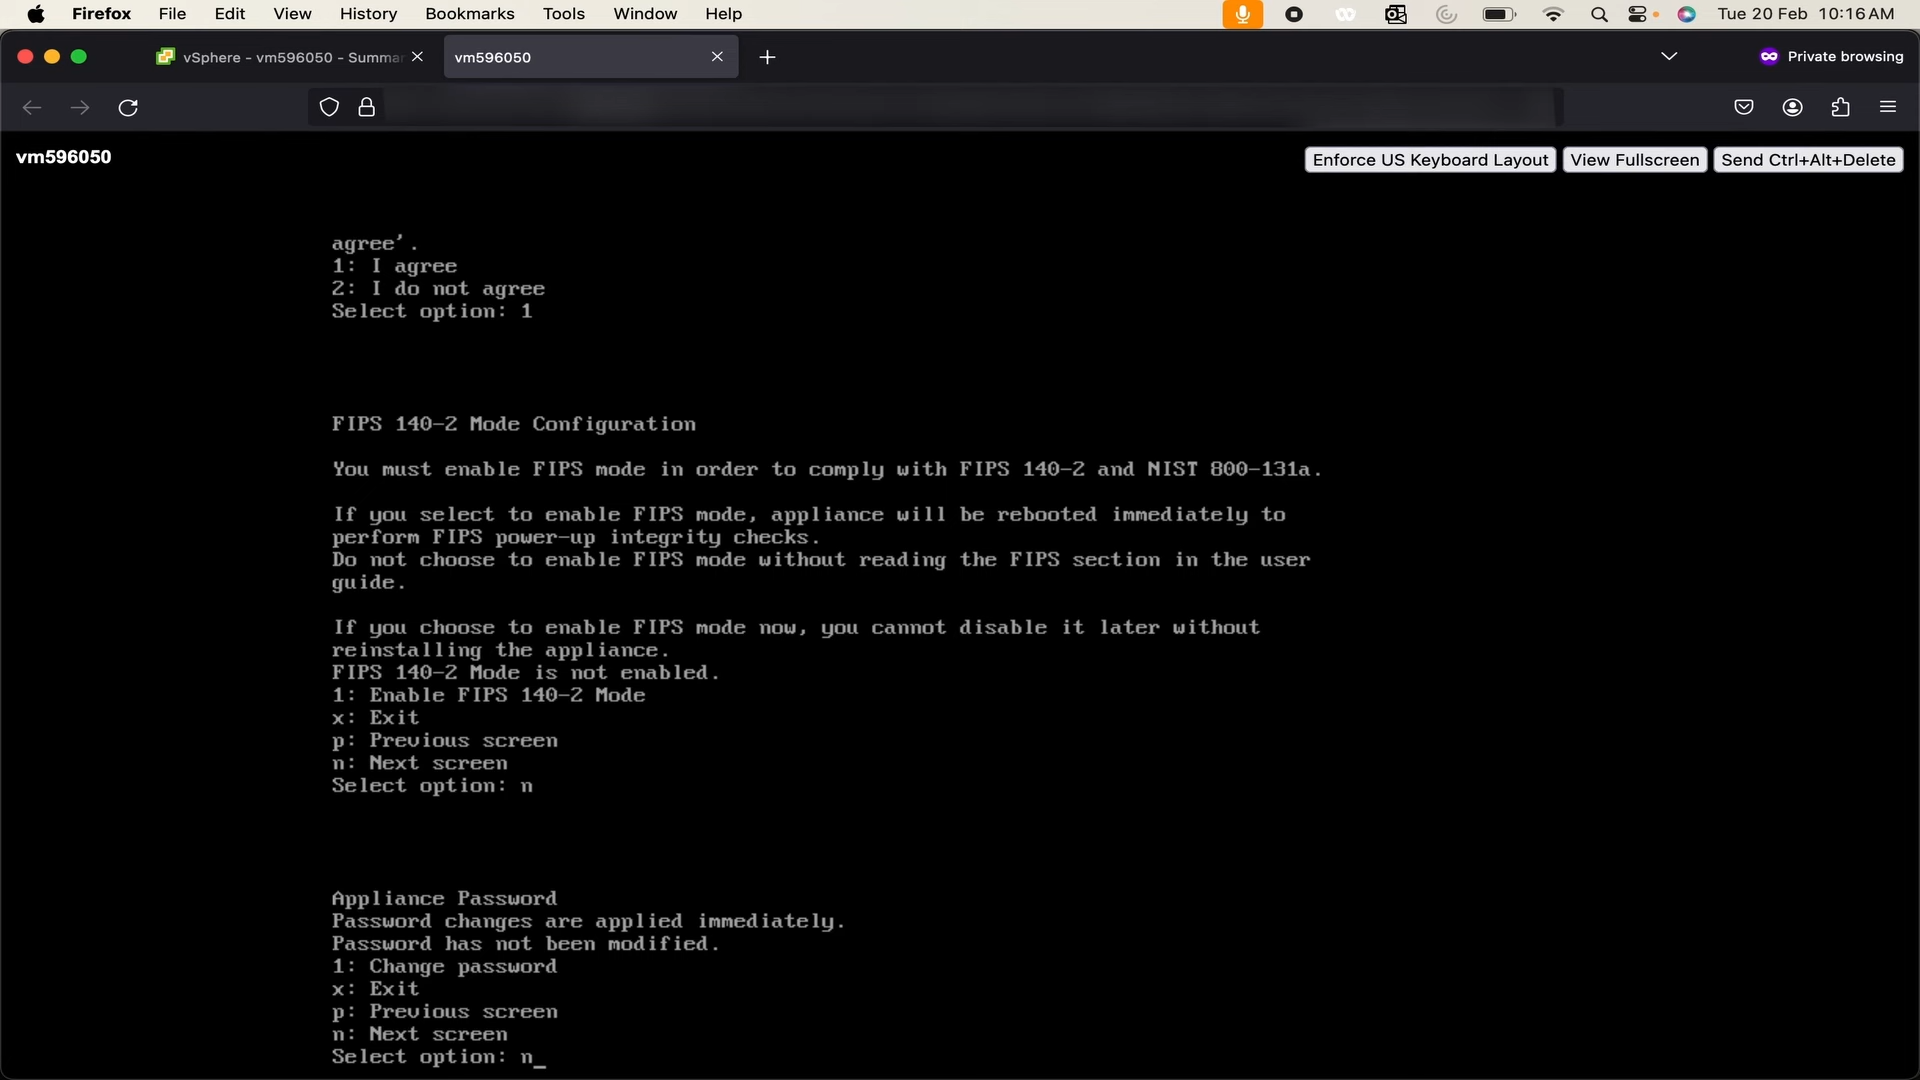 Firefox File Edit View History Bookmarks Tools Window Help Tue 20 Feb 10:16 AM
vSphere - vm596050 - Summar vm596050 Private browsing
vm596050 Enforce US Keyboard Layout View Fullscreen Send Ctrl+Alt+Delete
agree'.
1: I agree
2: I do not agree
Select option: 1
FIPS 140-2 Mode Configuration
You must enable FIPS mode in order to comply with FIPS 140-2 and NIST 800-131a.
If you select to enable FIPS mode, appliance will be rebooted immediately to
perform FIPS power-up integrity checks.
Do not choose to enable FIPS mode without reading the FIPS section in the user
guide.
If you choose to enable FIPS mode now, you cannot disable it later without
reinstalling the appliance.
FIPS 140-2 Mode is not enabled.
1: Enable FIPS 140-2 Mode
x: Exit
p: Previous screen
n: Next screen
Select option: n
Appliance Password
Password changes are applied immediately.
Password has not been modified.
1: Change password
x: Exit
p: Previous screen
n: Next screen
Select option: n_